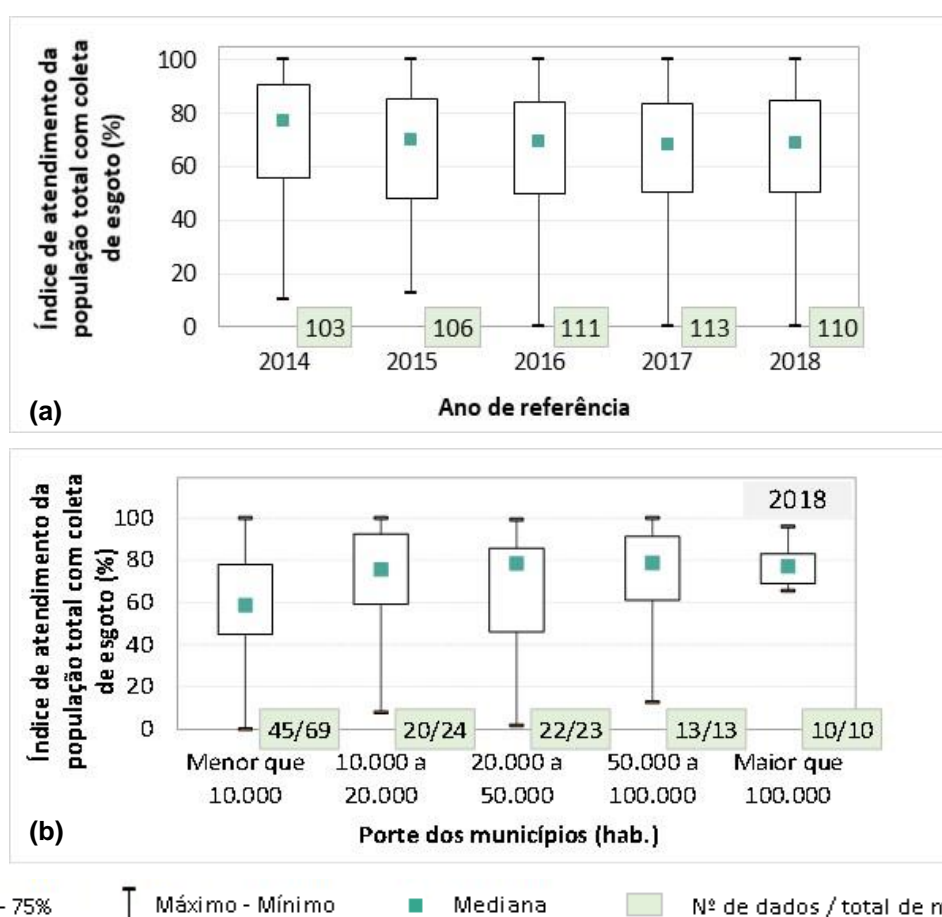 Índice de atendimento da
população total com coleta
de esgoto (%)
100
80
60
40
20
0
103
106
111
113
110
2014
2015
2016
2017
2018
Ano de referência
(a)
Índice de atendimento da
população total com coleta
de esgoto (%)
2018
100
80
60
40
20
0
45/69
20/24
22/23
13/13
10/10
Menor que
10.000
10.000 a
20.000
20.000 a
50.000
50.000 a
100.000
Maior que
100.000
Porte dos municípios (hab.)
(b)
- 75%
Máximo - Mínimo
Mediana
Nº de dados / total de